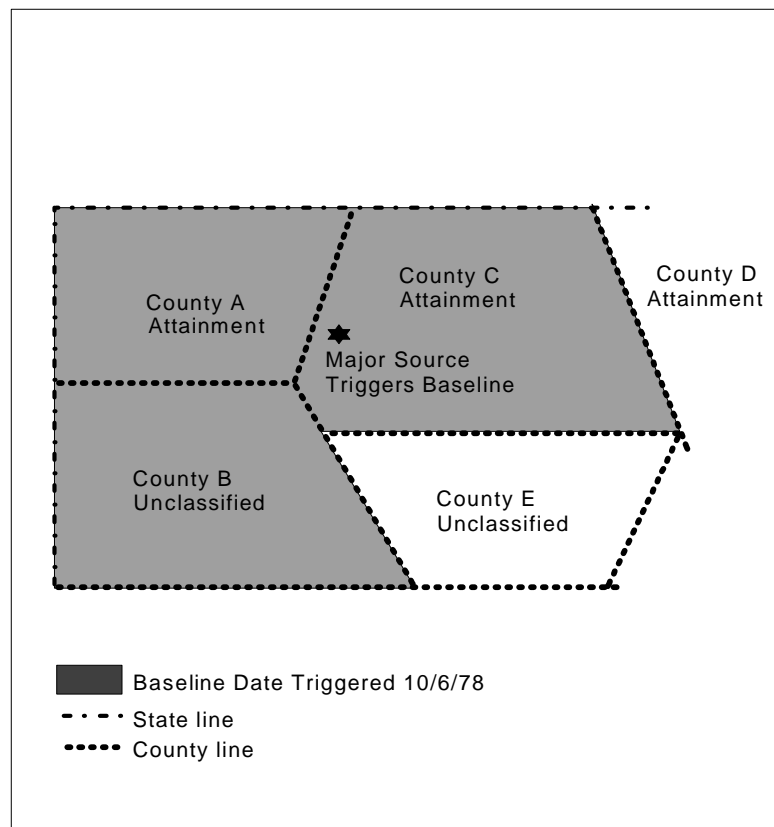 County A
Attainment
County C
Attainment
County D
Attainment
Major Source
Triggers Baseline
County B
Unclassified
County E
Unclassified
Baseline Date Triggered 10/6/78
State line
County line